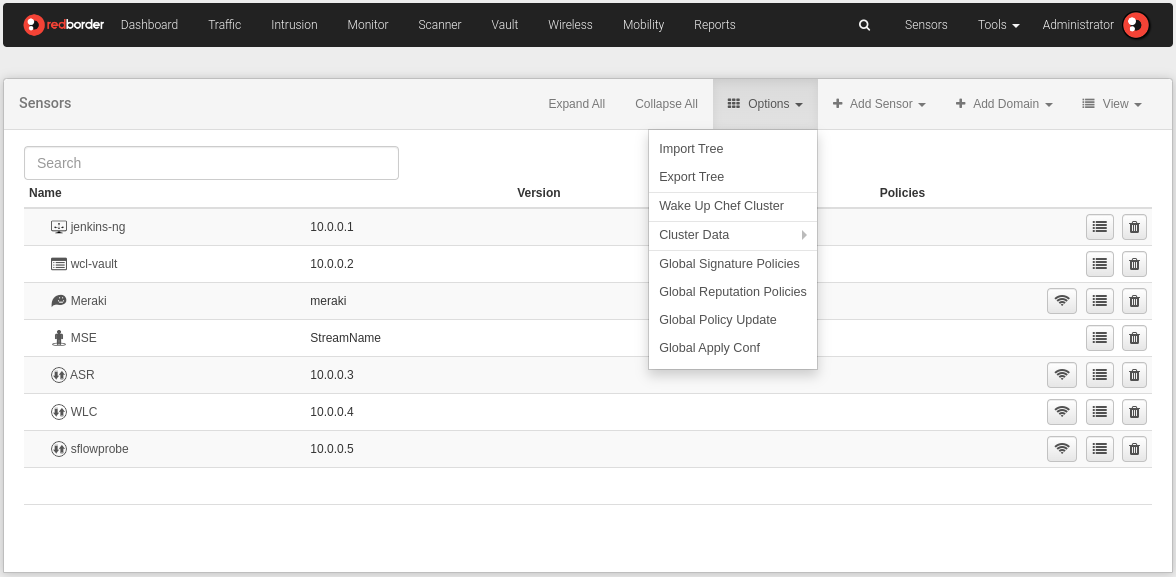 redborder Dashboard Traffic Intrusion Monitor Scanner Vault Wireless Mobility Reports Sensors Tools Administrator
Sensors Expand All Collapse All Options Add Sensor Add Domain View
Import Tree
Export Tree
Wake Up Chef Cluster
Cluster Data
Global Signature Policies
Global Reputation Policies
Global Policy Update
Global Apply Conf
Search
Name Version Policies
jenkins-ng 10.0.0.1
wcl-vault 10.0.0.2
Meraki meraki
MSE StreamName
ASR 10.0.0.3
WLC 10.0.0.4
sflowprobe 10.0.0.5